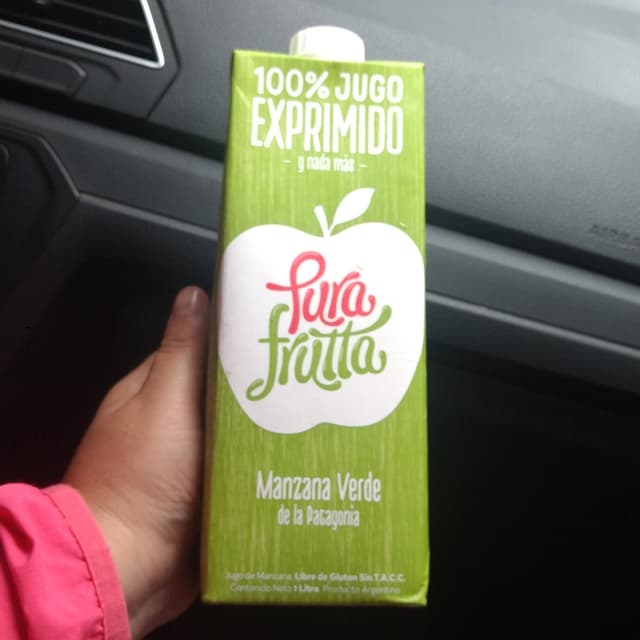 100% JUGO
EXPRIMIDO
- y nada más -
Pura
frutta
Manzana Verde
de la Patagonia
Jugo de Manzana Libre de Gluten Sin T.A.C.C.
Contenido Neto 1 Litro Producto Argentino